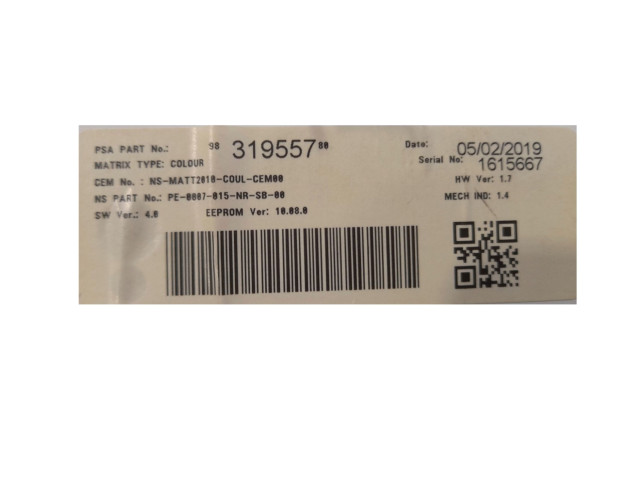 PSA PART No.: 98 319557 80 Date: 05/02/2019
MATRIX TYPE: COLOUR Serial No: 1615667
CEM No. : NS-MATT2010-COUL-CEM00 HW Ver: 1.7
NS PART No.: PE-0007-015-NR-SB-00 MECH IND: 1.4
SW Ver.: 4.0 EEPROM Ver: 10.08.0